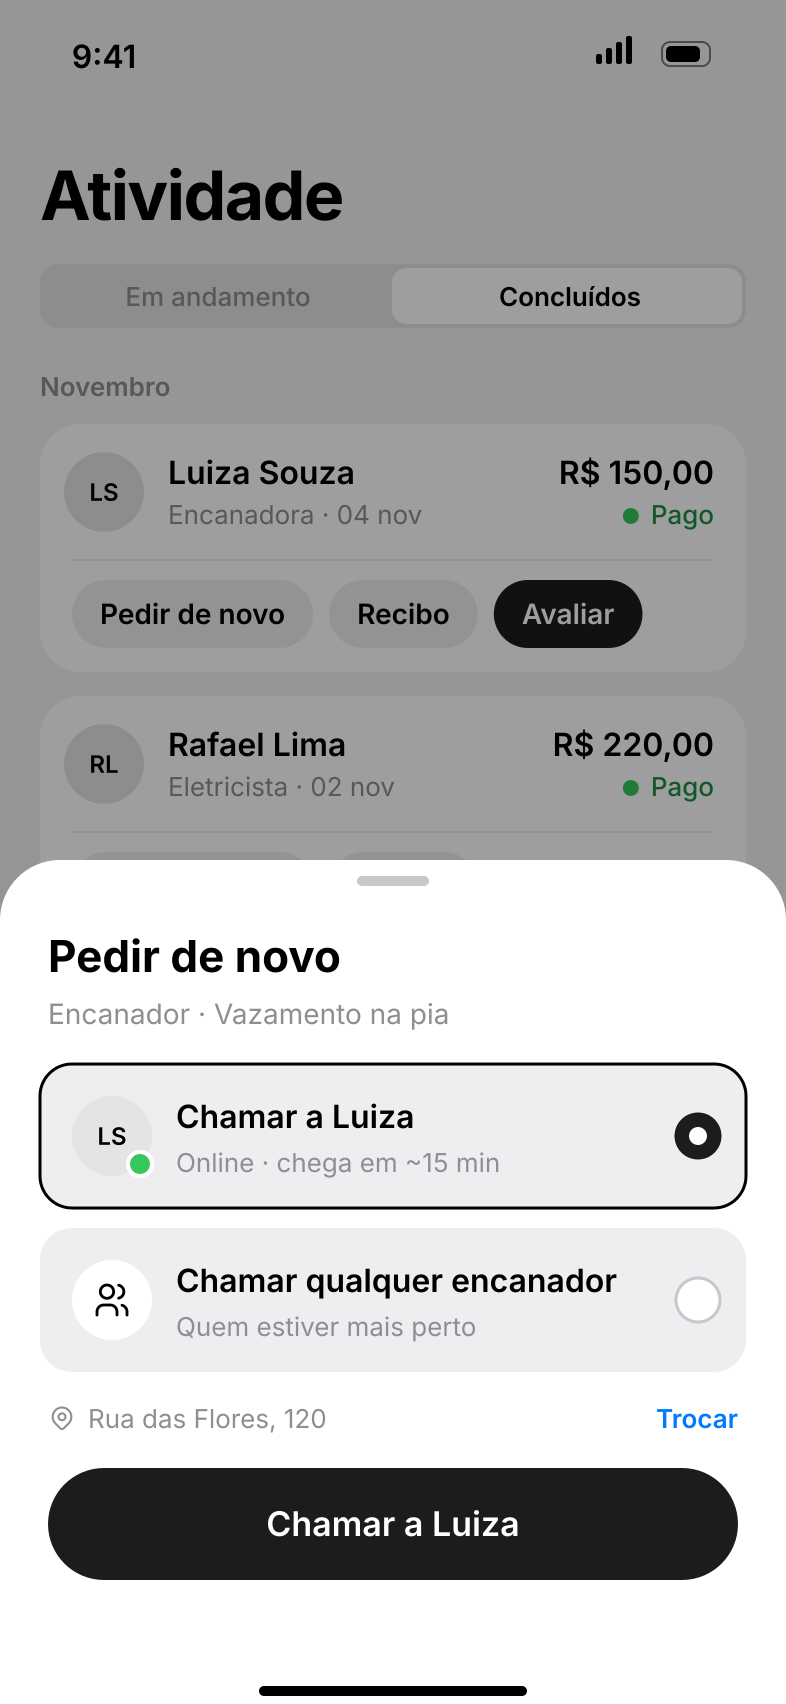 9:41
Atividade
Em andamento
Concluídos
Novembro
LS
Luiza Souza
R$ 150,00
Encanadora · 04 nov
Pago
Pedir de novo
Recibo
Avaliar
RL
Rafael Lima
R$ 220,00
Eletricista · 02 nov
Pago
Pedir de novo
Encanador · Vazamento na pia
LS
Chamar a Luiza
Online · chega em ~15 min
Chamar qualquer encanador
Quem estiver mais perto
Rua das Flores, 120
Trocar
Chamar a Luiza